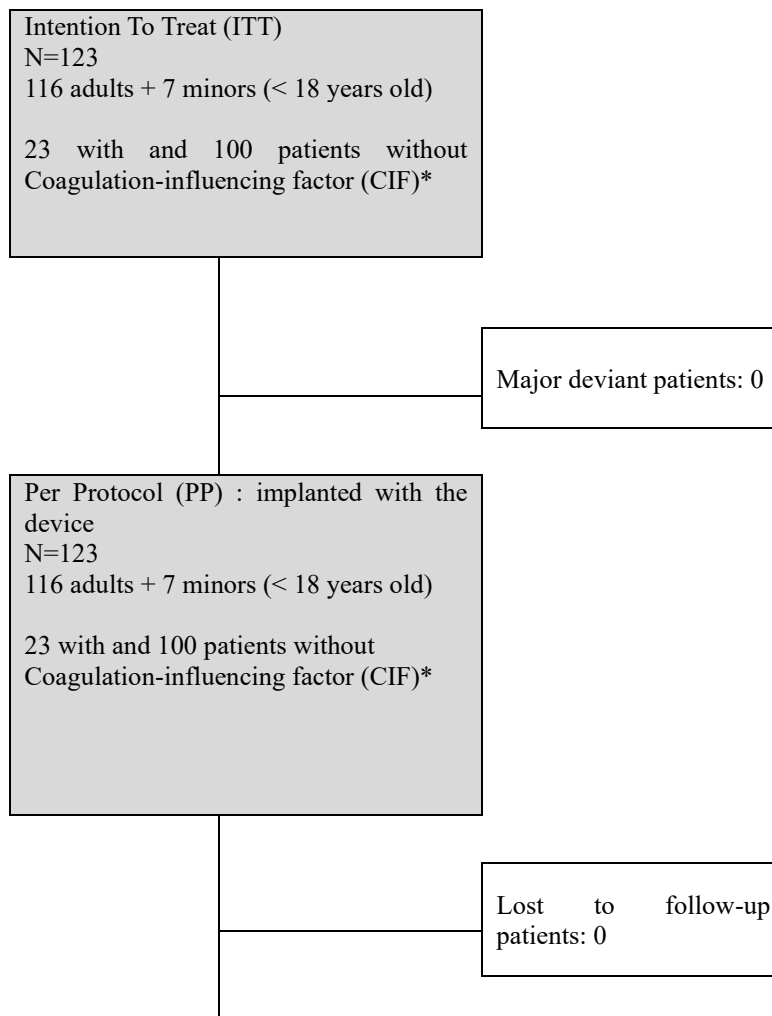 Intention To Treat (ITT)
N=123
116 adults + 7 minors (< 18 years old)
23 with and 100 patients without
Coagulation-influencing factor (CIF)*
Major deviant patients: 0
Per Protocol (PP) : implanted with the
device
N=123
116 adults + 7 minors (< 18 years old)
23 with and 100 patients without
Coagulation-influencing factor (CIF)*
Lost to follow-up
patients: 0